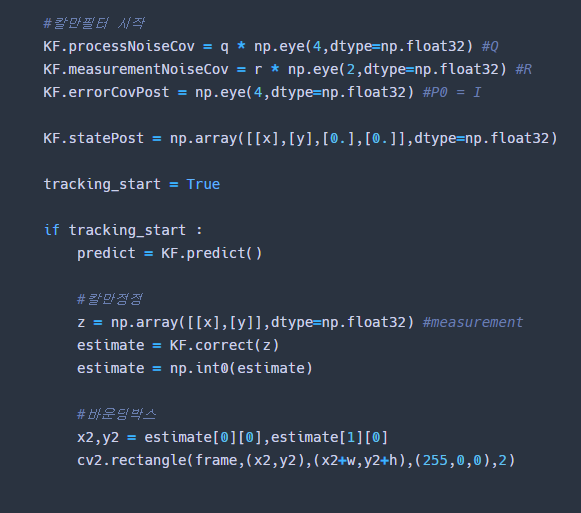 #칼만필터 시작
KF.processNoiseCov = q * np.eye(4,dtype=np.float32) #Q
KF.measurementNoiseCov = r * np.eye(2,dtype=np.float32) #R
KF.errorCovPost = np.eye(4,dtype=np.float32) #P0 = I
KF.statePost = np.array([[x],[y],[0.],[0.]],dtype=np.float32)
tracking_start = True
if tracking_start :
predict = KF.predict()
#칼만정정
z = np.array([[x],[y]],dtype=np.float32) #measurement
estimate = KF.correct(z)
estimate = np.int0(estimate)
#바운딩박스
x2,y2 = estimate[0][0],estimate[1][0]
cv2.rectangle(frame,(x2,y2),(x2+w,y2+h),(255,0,0),2)